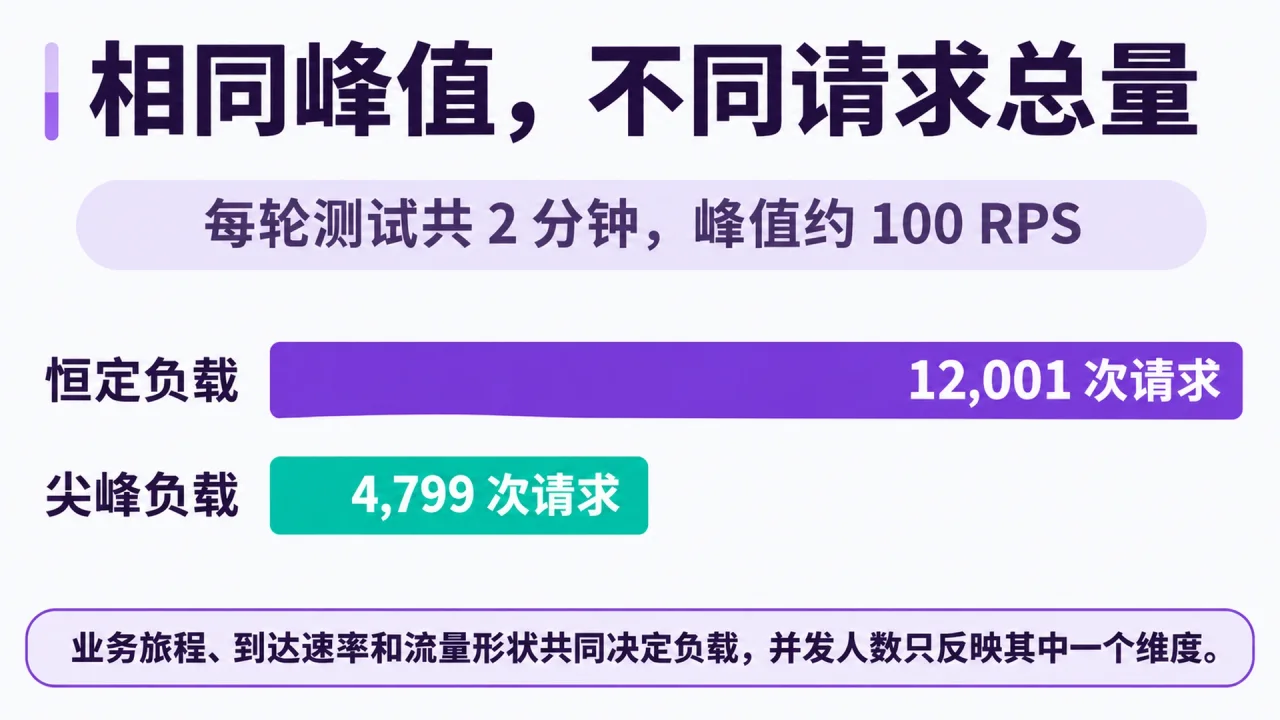 相同峰值，不同请求总量
每轮测试共 2 分钟，峰值约 100 RPS
恒定负载
12,001 次请求
尖峰负载
4,799 次请求
业务旅程、到达速率和流量形状共同决定负载，并发人数只反映其中一个维度。